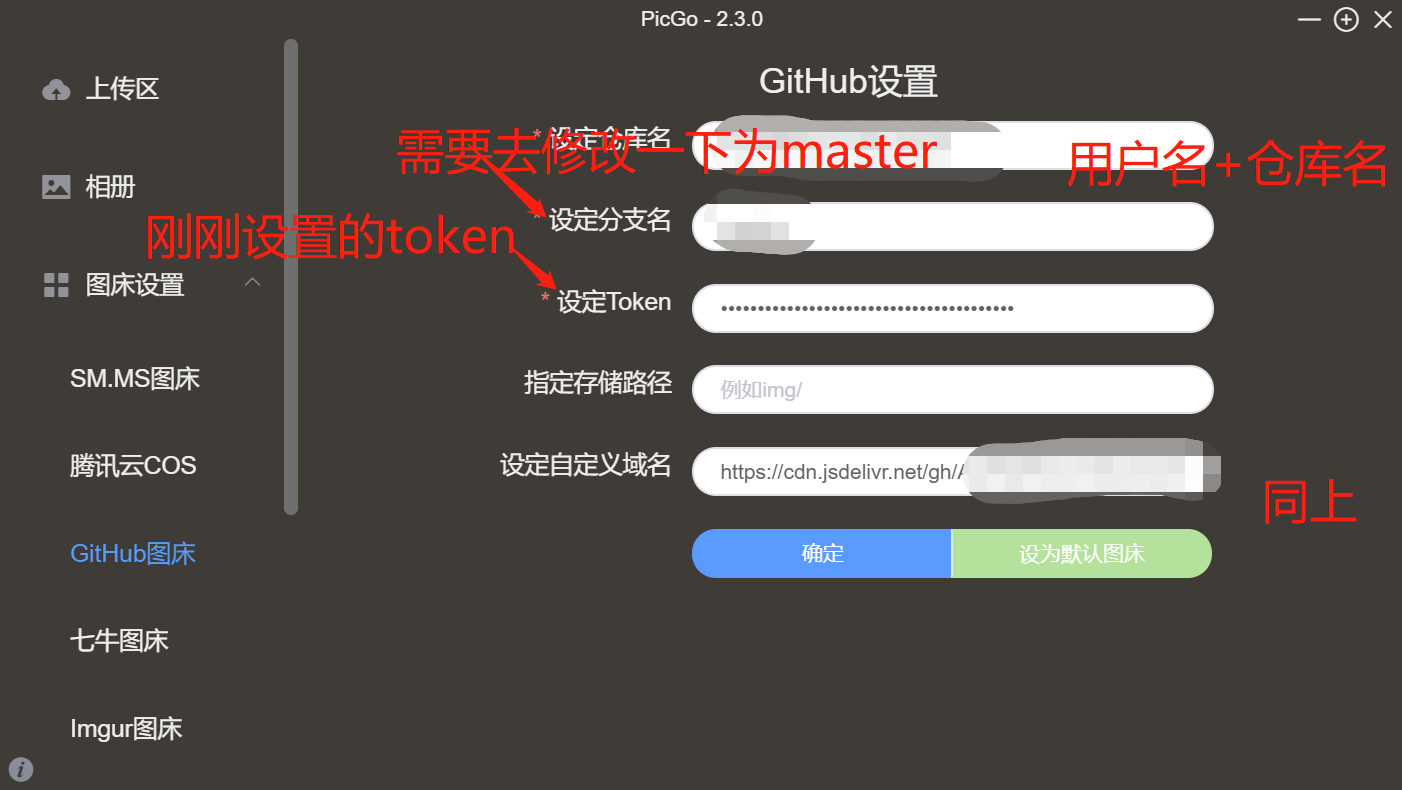 PicGo - 2.3.0
上传区
相册
图床设置
SM.MS图床
腾讯云COS
GitHub图床
七牛图床
Imgur图床
GitHub设置
* 设定仓库名
需要去修改一下为master
用户名+仓库名
* 设定分支名
刚刚设置的token
* 设定Token
指定存储路径
例如img/
设定自定义域名
https://cdn.jsdelivr.net/gh/A
同上
确定
设为默认图床